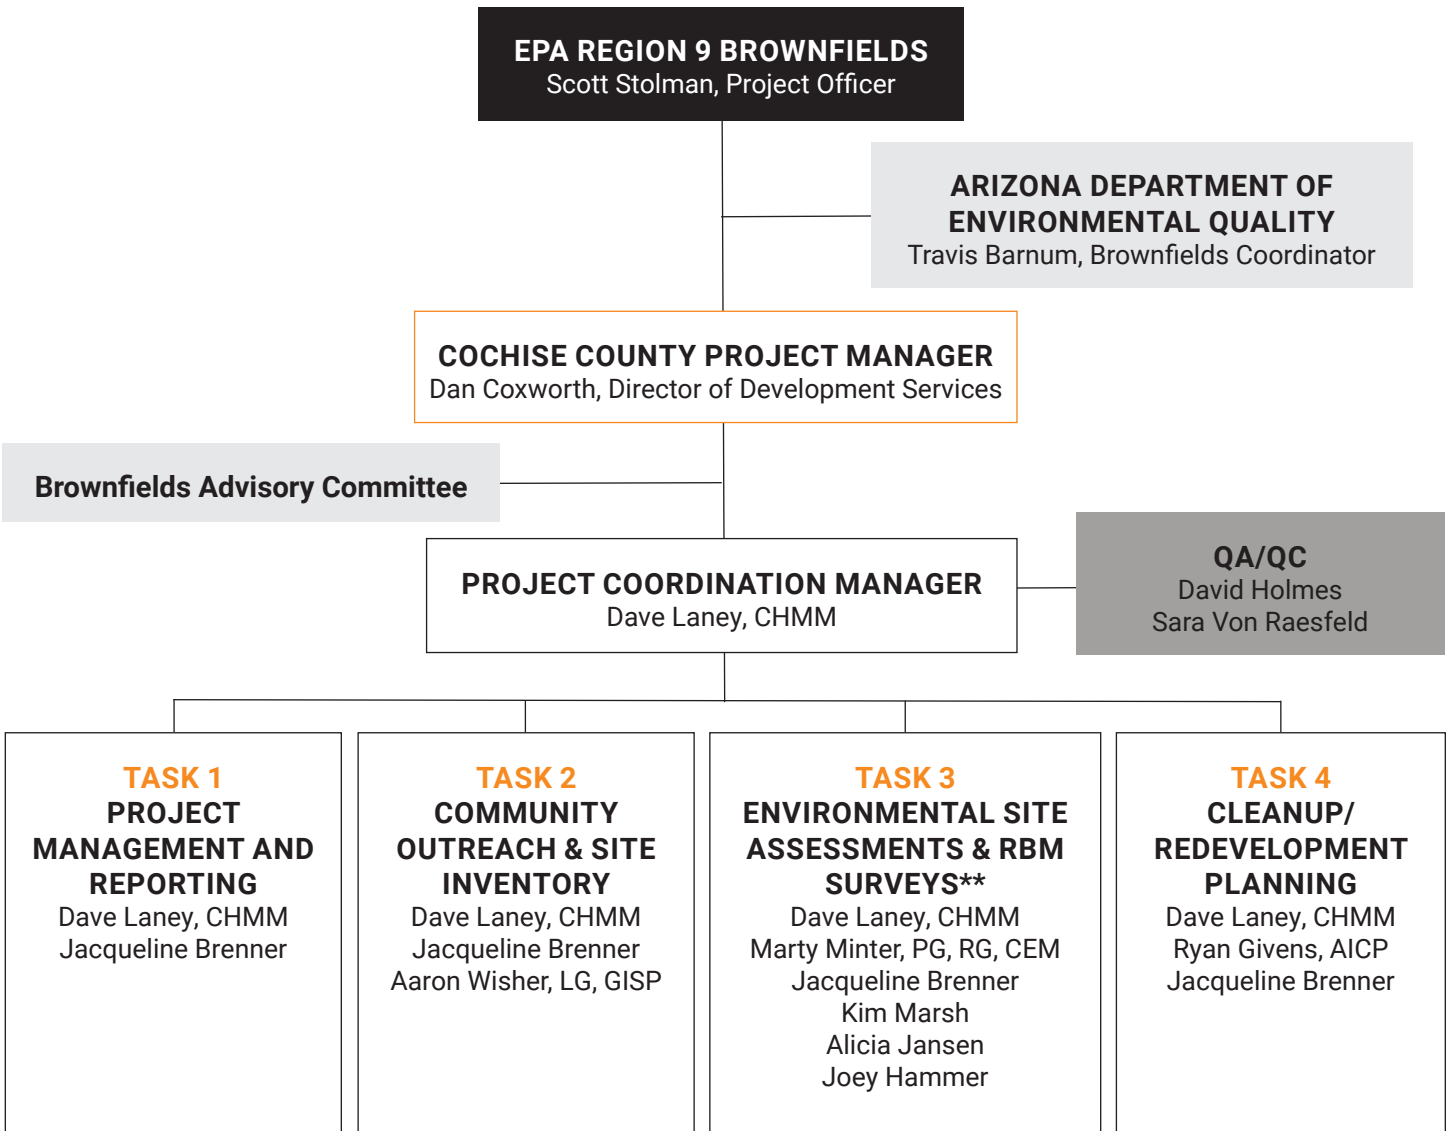 EPA REGION 9 BROWNFIELDS
Scott Stolman, Project Officer
ARIZONA DEPARTMENT OF
ENVIRONMENTAL QUALITY
Travis Barnum, Brownfields Coordinator
COCHISE COUNTY PROJECT MANAGER
Dan Coxworth, Director of Development Services
Brownfields Advisory Committee
PROJECT COORDINATION MANAGER
Dave Laney, CHMM
QA/QC
David Holmes
Sara Von Raesfeld
TASK 1
PROJECT
MANAGEMENT AND
REPORTING
Dave Laney, CHMM
Jacqueline Brenner
TASK 2
COMMUNITY
OUTREACH & SITE
INVENTORY
Dave Laney, CHMM
Jacqueline Brenner
Aaron Wisher, LG, GISP
TASK 3
ENVIRONMENTAL SITE
ASSESSMENTS & RBM
SURVEYS**
Dave Laney, CHMM
Marty Minter, PG, RG, CEM
Jacqueline Brenner
Kim Marsh
Alicia Jansen
Joey Hammer
TASK 4
CLEANUP/
REDEVELOPMENT
PLANNING
Dave Laney, CHMM
Ryan Givens, AICP
Jacqueline Brenner